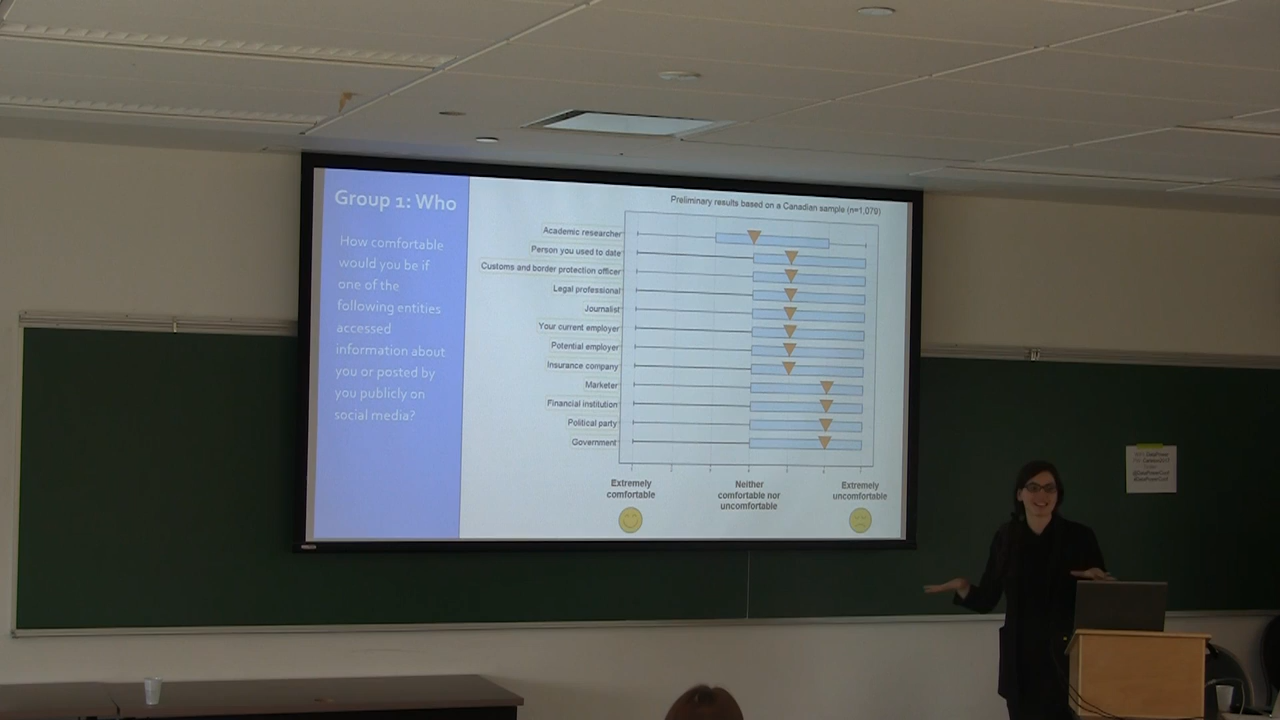 Group 1: Who
How comfortable
would you be if
one of the
following entities
accessed
information about
you or posted by
you publicly on
social media?
Preliminary results based on a Canadian sample (n=1,079)
Academic researcher
Person you used to date
Customs and border protection officer
Legal professional
Journalist
Your current employer
Potential employer
Insurance company
Marketer
Financial institution
Political party
Government
Extremely
comfortable
Neither
comfortable nor
uncomfortable
Extremely
uncomfortable